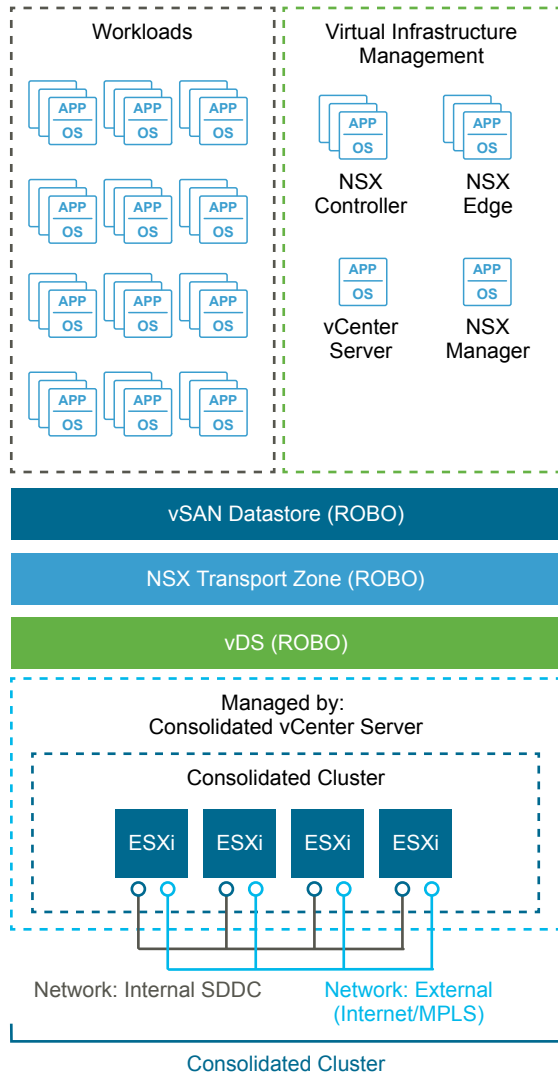 Workloads
APP APP APP
OS OS OS
APP APP APP
OS OS OS
APP APP APP
OS OS OS
APP APP APP
OS OS OS
Virtual Infrastructure
Management
APP APP
OS OS
NSX
Controller
NSX
Edge
APP APP
OS OS
vCenter
Server
NSX
Manager
vSAN Datastore (ROBO)
NSX Transport Zone (ROBO)
vDS (ROBO)
Managed by:
Consolidated vCenter Server
Consolidated Cluster
ESXi ESXi ESXi ESXi
Network: Internal SDDC
Network: External
(Internet/MPLS)
Consolidated Cluster